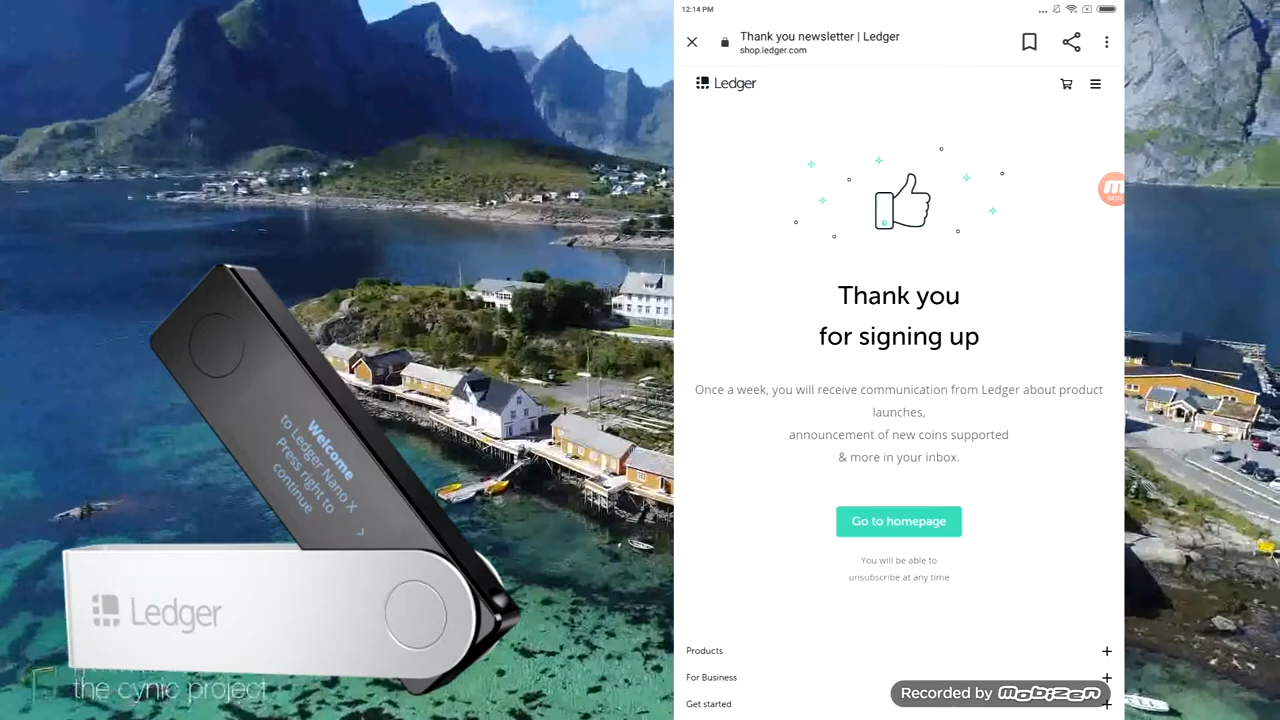 12:14 PM
Thank you newsletter | Ledger
shop.ledger.com
Ledger
Thank you
for signing up
Once a week, you will receive communication from Ledger about product
launches,
announcement of new coins supported
& more in your inbox.
Go to homepage
You will be able to
unsubscribe at any time
Products
For Business
Get started
Recorded by MOBIZEN
Welcome
to Ledger Nano X
Press right to
continue
Ledger
the cynic project